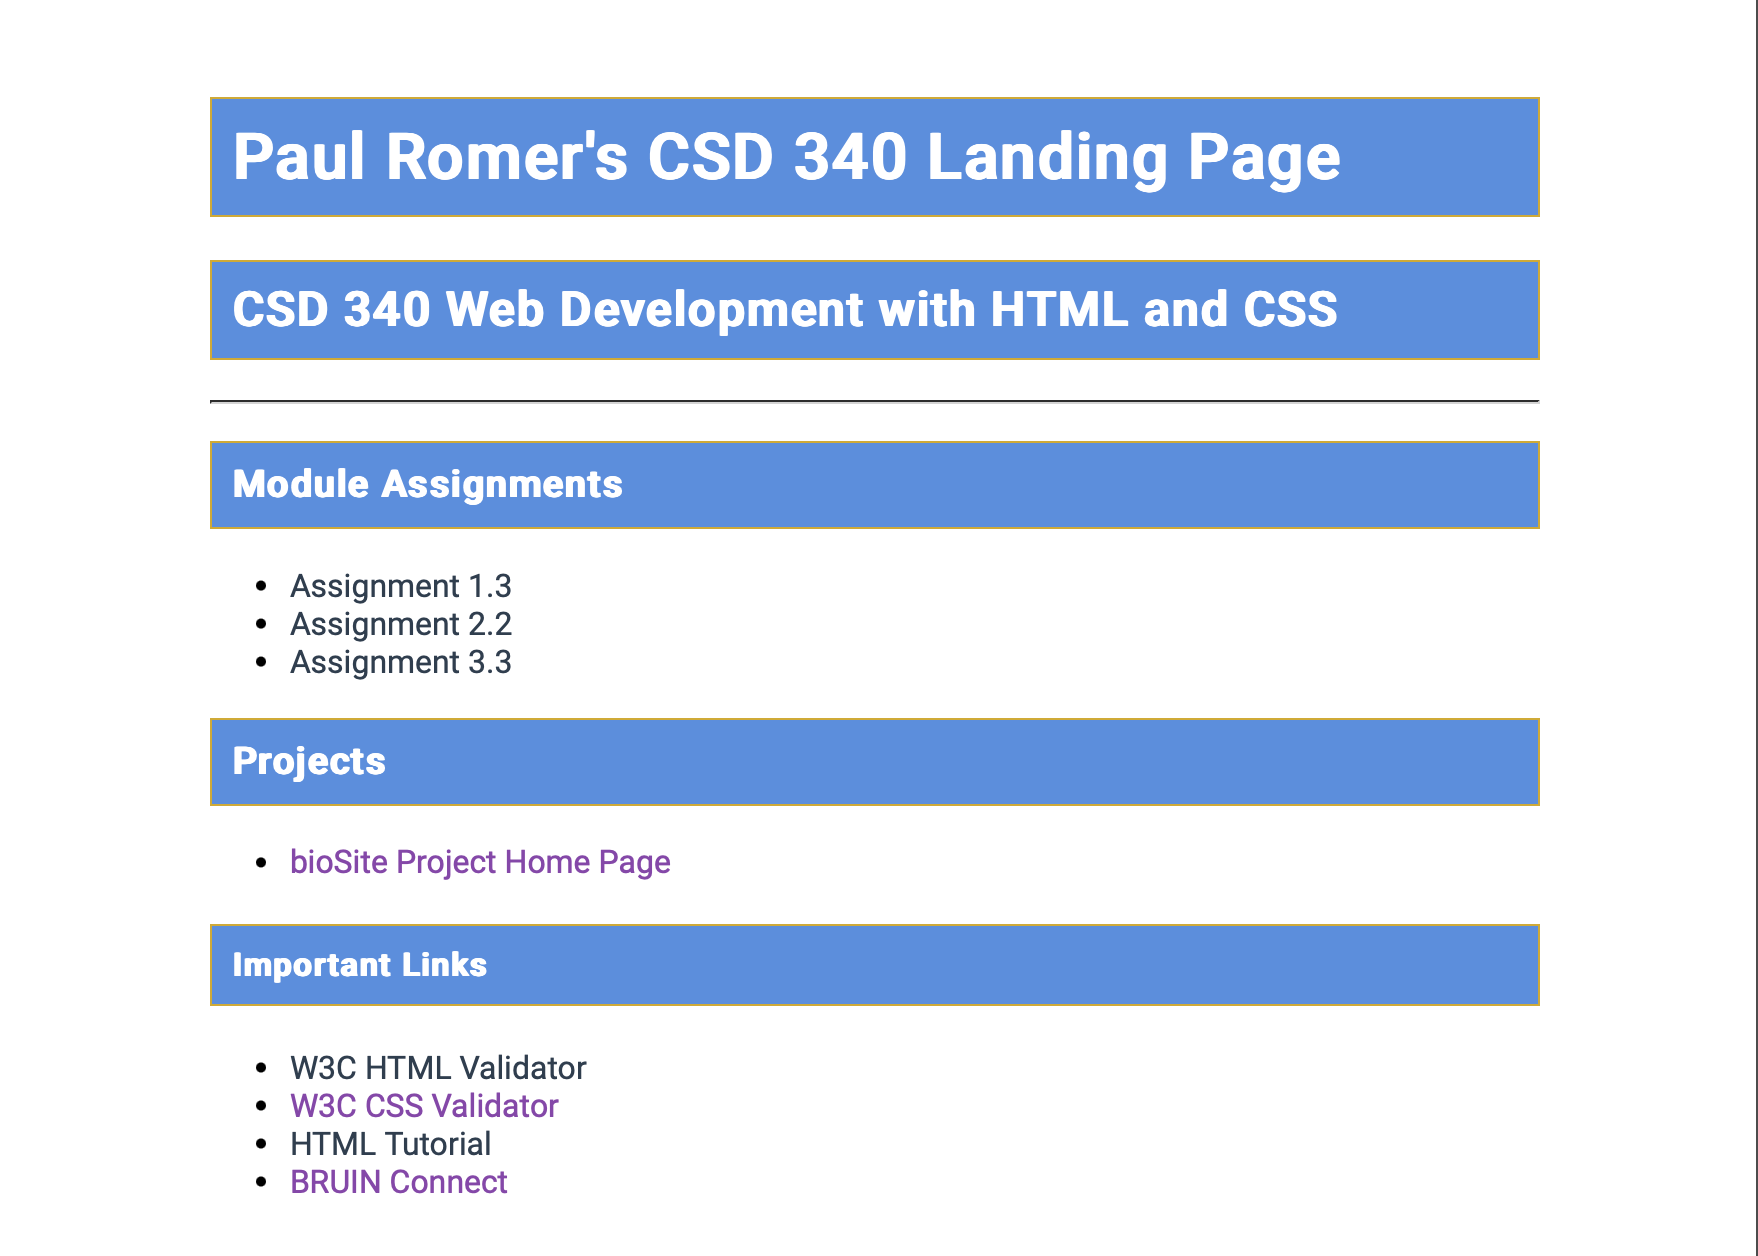 Paul Romer's CSD 340 Landing Page
CSD 340 Web Development with HTML and CSS
Module Assignments
Assignment 1.3
Assignment 2.2
Assignment 3.3
Projects
bioSite Project Home Page
Important Links
W3C HTML Validator
W3C CSS Validator
HTML Tutorial
BRUIN Connect